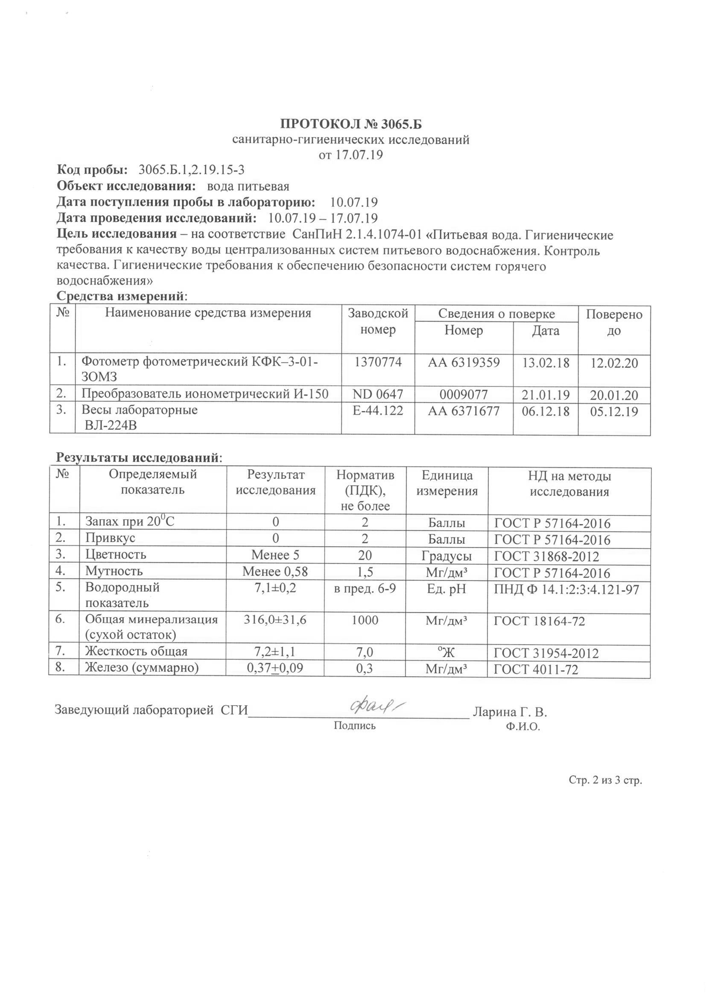 ПРОТОКОЛ № 3065.Б
санитарно-гигиенических исследований
от 17.07.19
Код пробы: 3065.Б.1,2.19.15-3
Объект исследования: вода питьевая
Дата поступления пробы в лабораторию: 10.07.19
Дата проведения исследований: 10.07.19 – 17.07.19
Цель исследования – на соответствие СанПиН 2.1.4.1074-01 «Питьевая вода. Гигиенические
требования к качеству воды централизованных систем питьевого водоснабжения. Контроль
качества. Гигиенические требования к обеспечению безопасности систем горячего
водоснабжения»
Средства измерений:
№ Наименование средства измерения Заводской номер Сведения о поверке Поверено до
Номер Дата
1. Фотометр фотометрический КФК–3-01- 1370774 АА 6319359 13.02.18 12.02.20
ЗОМЗ
2. Преобразователь ионометрический И-150 ND 0647 0009077 21.01.19 20.01.20
3. Весы лабораторные Е-44.122 АА 6371677 06.12.18 05.12.19
ВЛ-224В
Результаты исследований:
№ Определяемый Результат Норматив Единица НД на методы
показатель исследования (ПДК), измерения исследования
не более
1. Запах при 20⁰С 0 2 Баллы ГОСТ Р 57164-2016
2. Привкус 0 2 Баллы ГОСТ Р 57164-2016
3. Цветность Менее 5 20 Градусы ГОСТ 31868-2012
4. Мутность Менее 0,58 1,5 Мг/дм³ ГОСТ Р 57164-2016
5. Водородный 7,1±0,2 в пред. 6-9 Ед. рН ПНД Ф 14.1:2:3:4.121-97
показатель
6. Общая минерализация 316,0±31,6 1000 Мг/дм³ ГОСТ 18164-72
(сухой остаток)
7. Жесткость общая 7,2±1,1 7,0 ⁰Ж ГОСТ 31954-2012
8. Железо (суммарно) 0,37±0,09 0,3 Мг/дм³ ГОСТ 4011-72
Заведующий лабораторией СГИ Ларина Г. В.
Подпись Ф.И.О.
Стр. 2 из 3 стр.